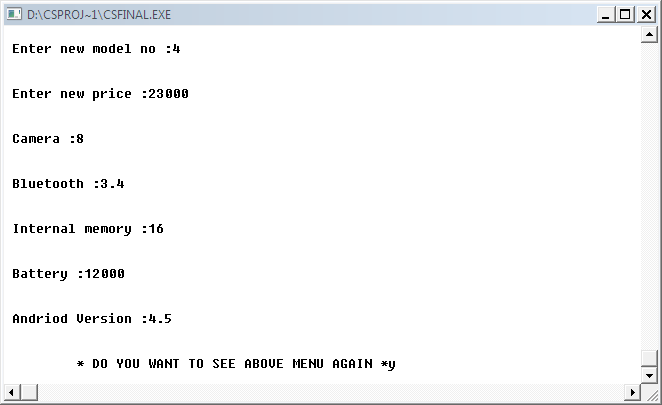 D:\CSPROJ~1\CSFINAL.EXE
Enter new model no :4
Enter new price :23000
Camera :8
Bluetooth :3.4
Internal memory :16
Battery :12000
Andriod Version :4.5
* DO YOU WANT TO SEE ABOVE MENU AGAIN *y